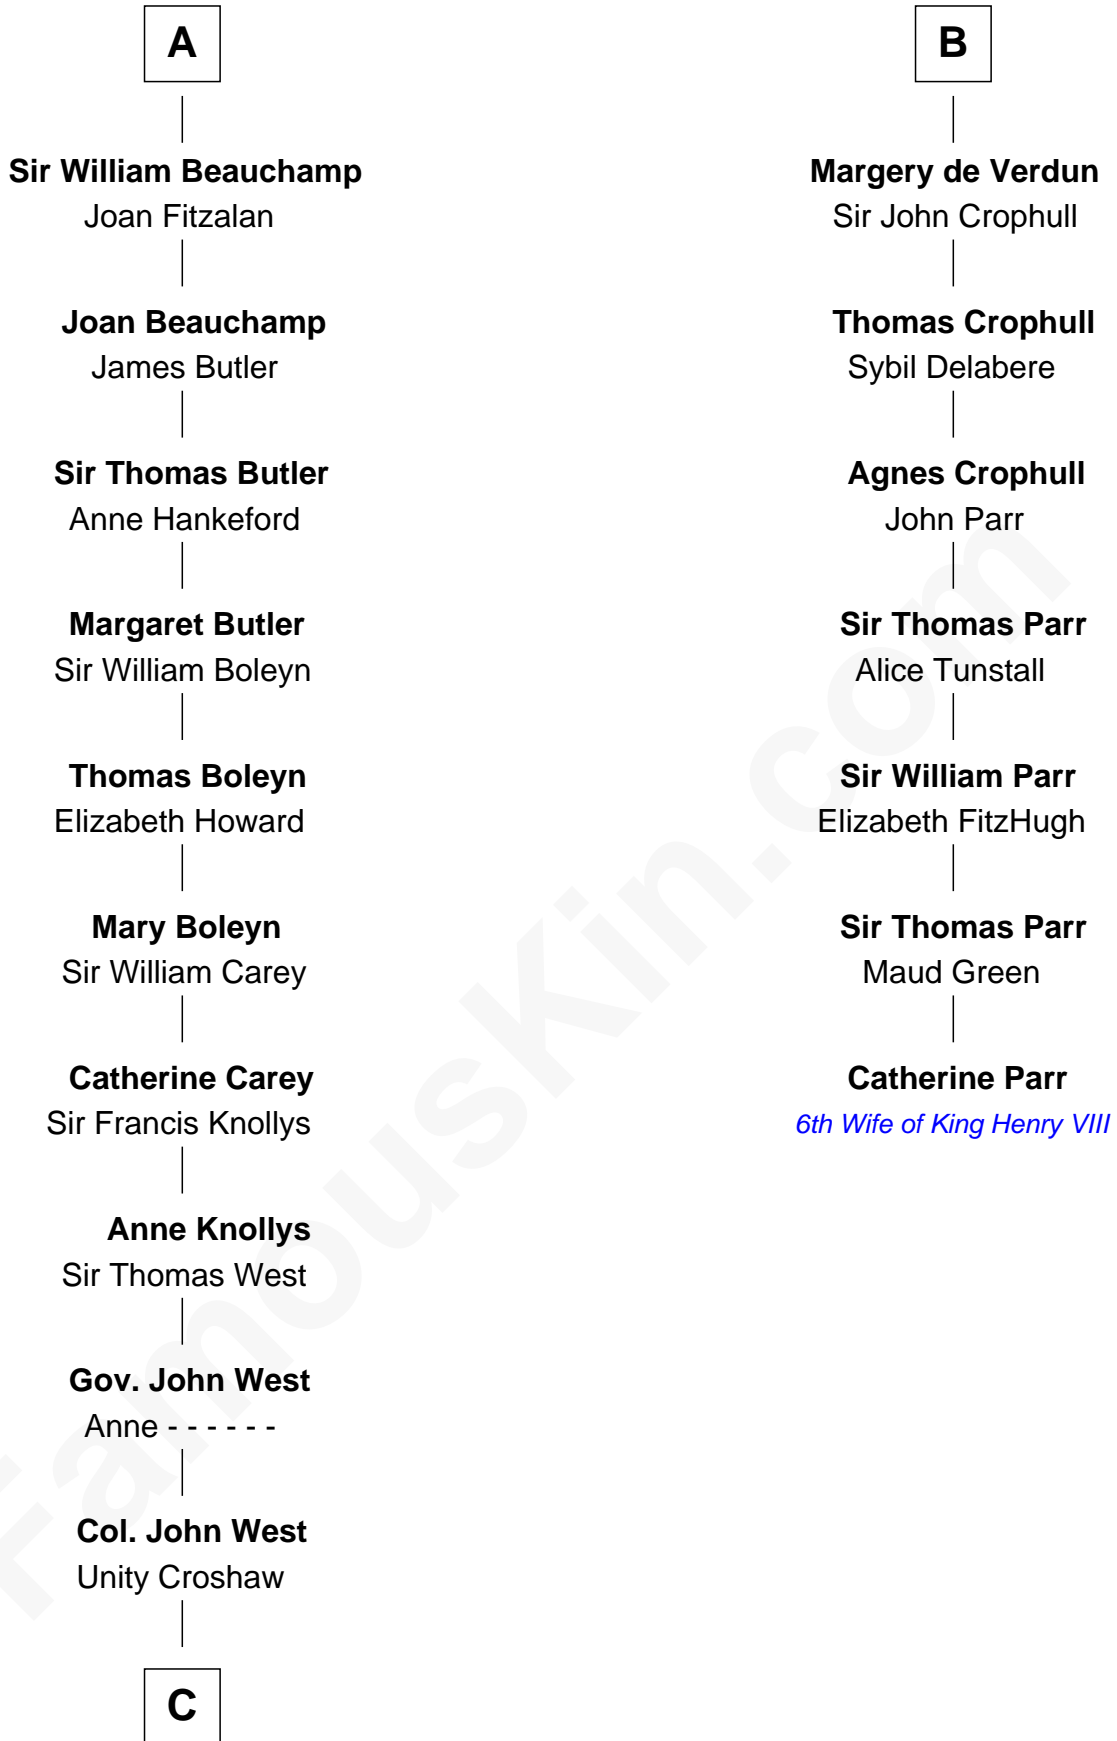 A
Sir William Beauchamp
Joan Fitzalan
Joan Beauchamp
James Butler
Sir Thomas Butler
Anne Hankeford
Margaret Butler
Sir William Boleyn
Thomas Boleyn
Elizabeth Howard
Mary Boleyn
Sir William Carey
Catherine Carey
Sir Francis Knollys
Anne Knollys
Sir Thomas West
Gov. John West
Anne - - - - - -
Col. John West
Unity Croshaw
C
B
Margery de Verdun
Sir John Crophull
Thomas Crophull
Sybil Delabere
Agnes Crophull
John Parr
Sir Thomas Parr
Alice Tunstall
Sir William Parr
Elizabeth FitzHugh
Sir Thomas Parr
Maud Green
Catherine Parr
6th Wife of King Henry VIII
FamousKin.com